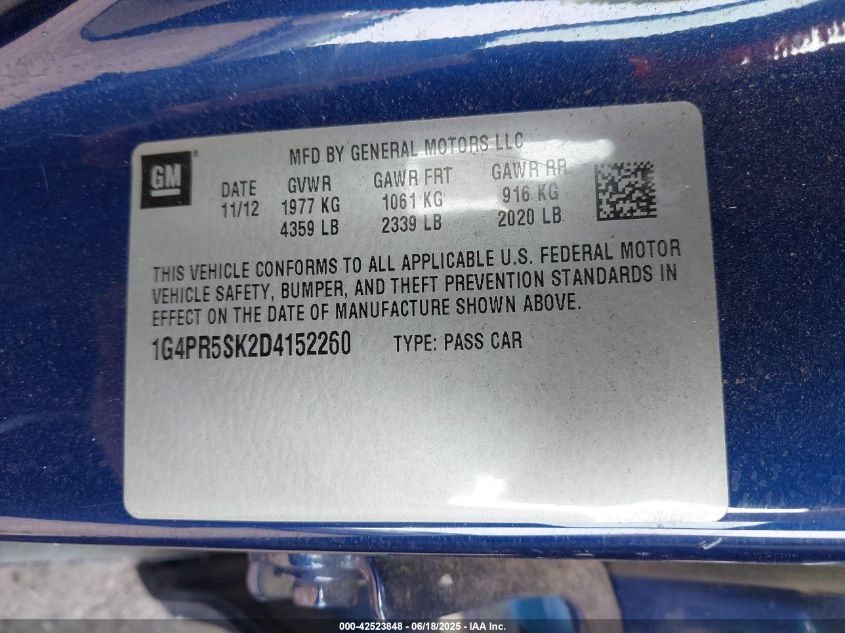 MFD BY GENERAL MOTORS LLC
GM
DATE GVWR GAWR FRT GAWR RR
11/12 1977 KG 1061 KG 916 KG
4359 LB 2339 LB 2020 LB
THIS VEHICLE CONFORMS TO ALL APPLICABLE U.S. FEDERAL MOTOR
VEHICLE SAFETY, BUMPER, AND THEFT PREVENTION STANDARDS IN
EFFECT ON THE DATE OF MANUFACTURE SHOWN ABOVE.
1G4PR5SK2D4152260 TYPE: PASS CAR
000-42523848 - 06/18/2025 - IAA Inc.